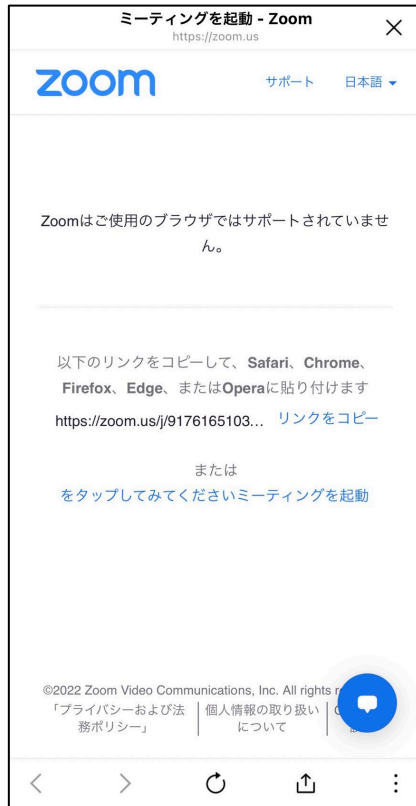 ミーティングを起動 - Zoom
https://zoom.us
zoom
サポート 日本語
Zoomはご使用のブラウザではサポートされていませ
ん。
以下のリンクをコピーして、Safari、Chrome、
Firefox、Edge、またはOperaに貼り付けます
https://zoom.us/j/9176165103... リンクをコピー
または
をタップしてみてくださいミーティングを起動
©2022 Zoom Video Communications, Inc. All rights
「プライバシーおよび法 個人情報の取り扱い
務ポリシー」 について